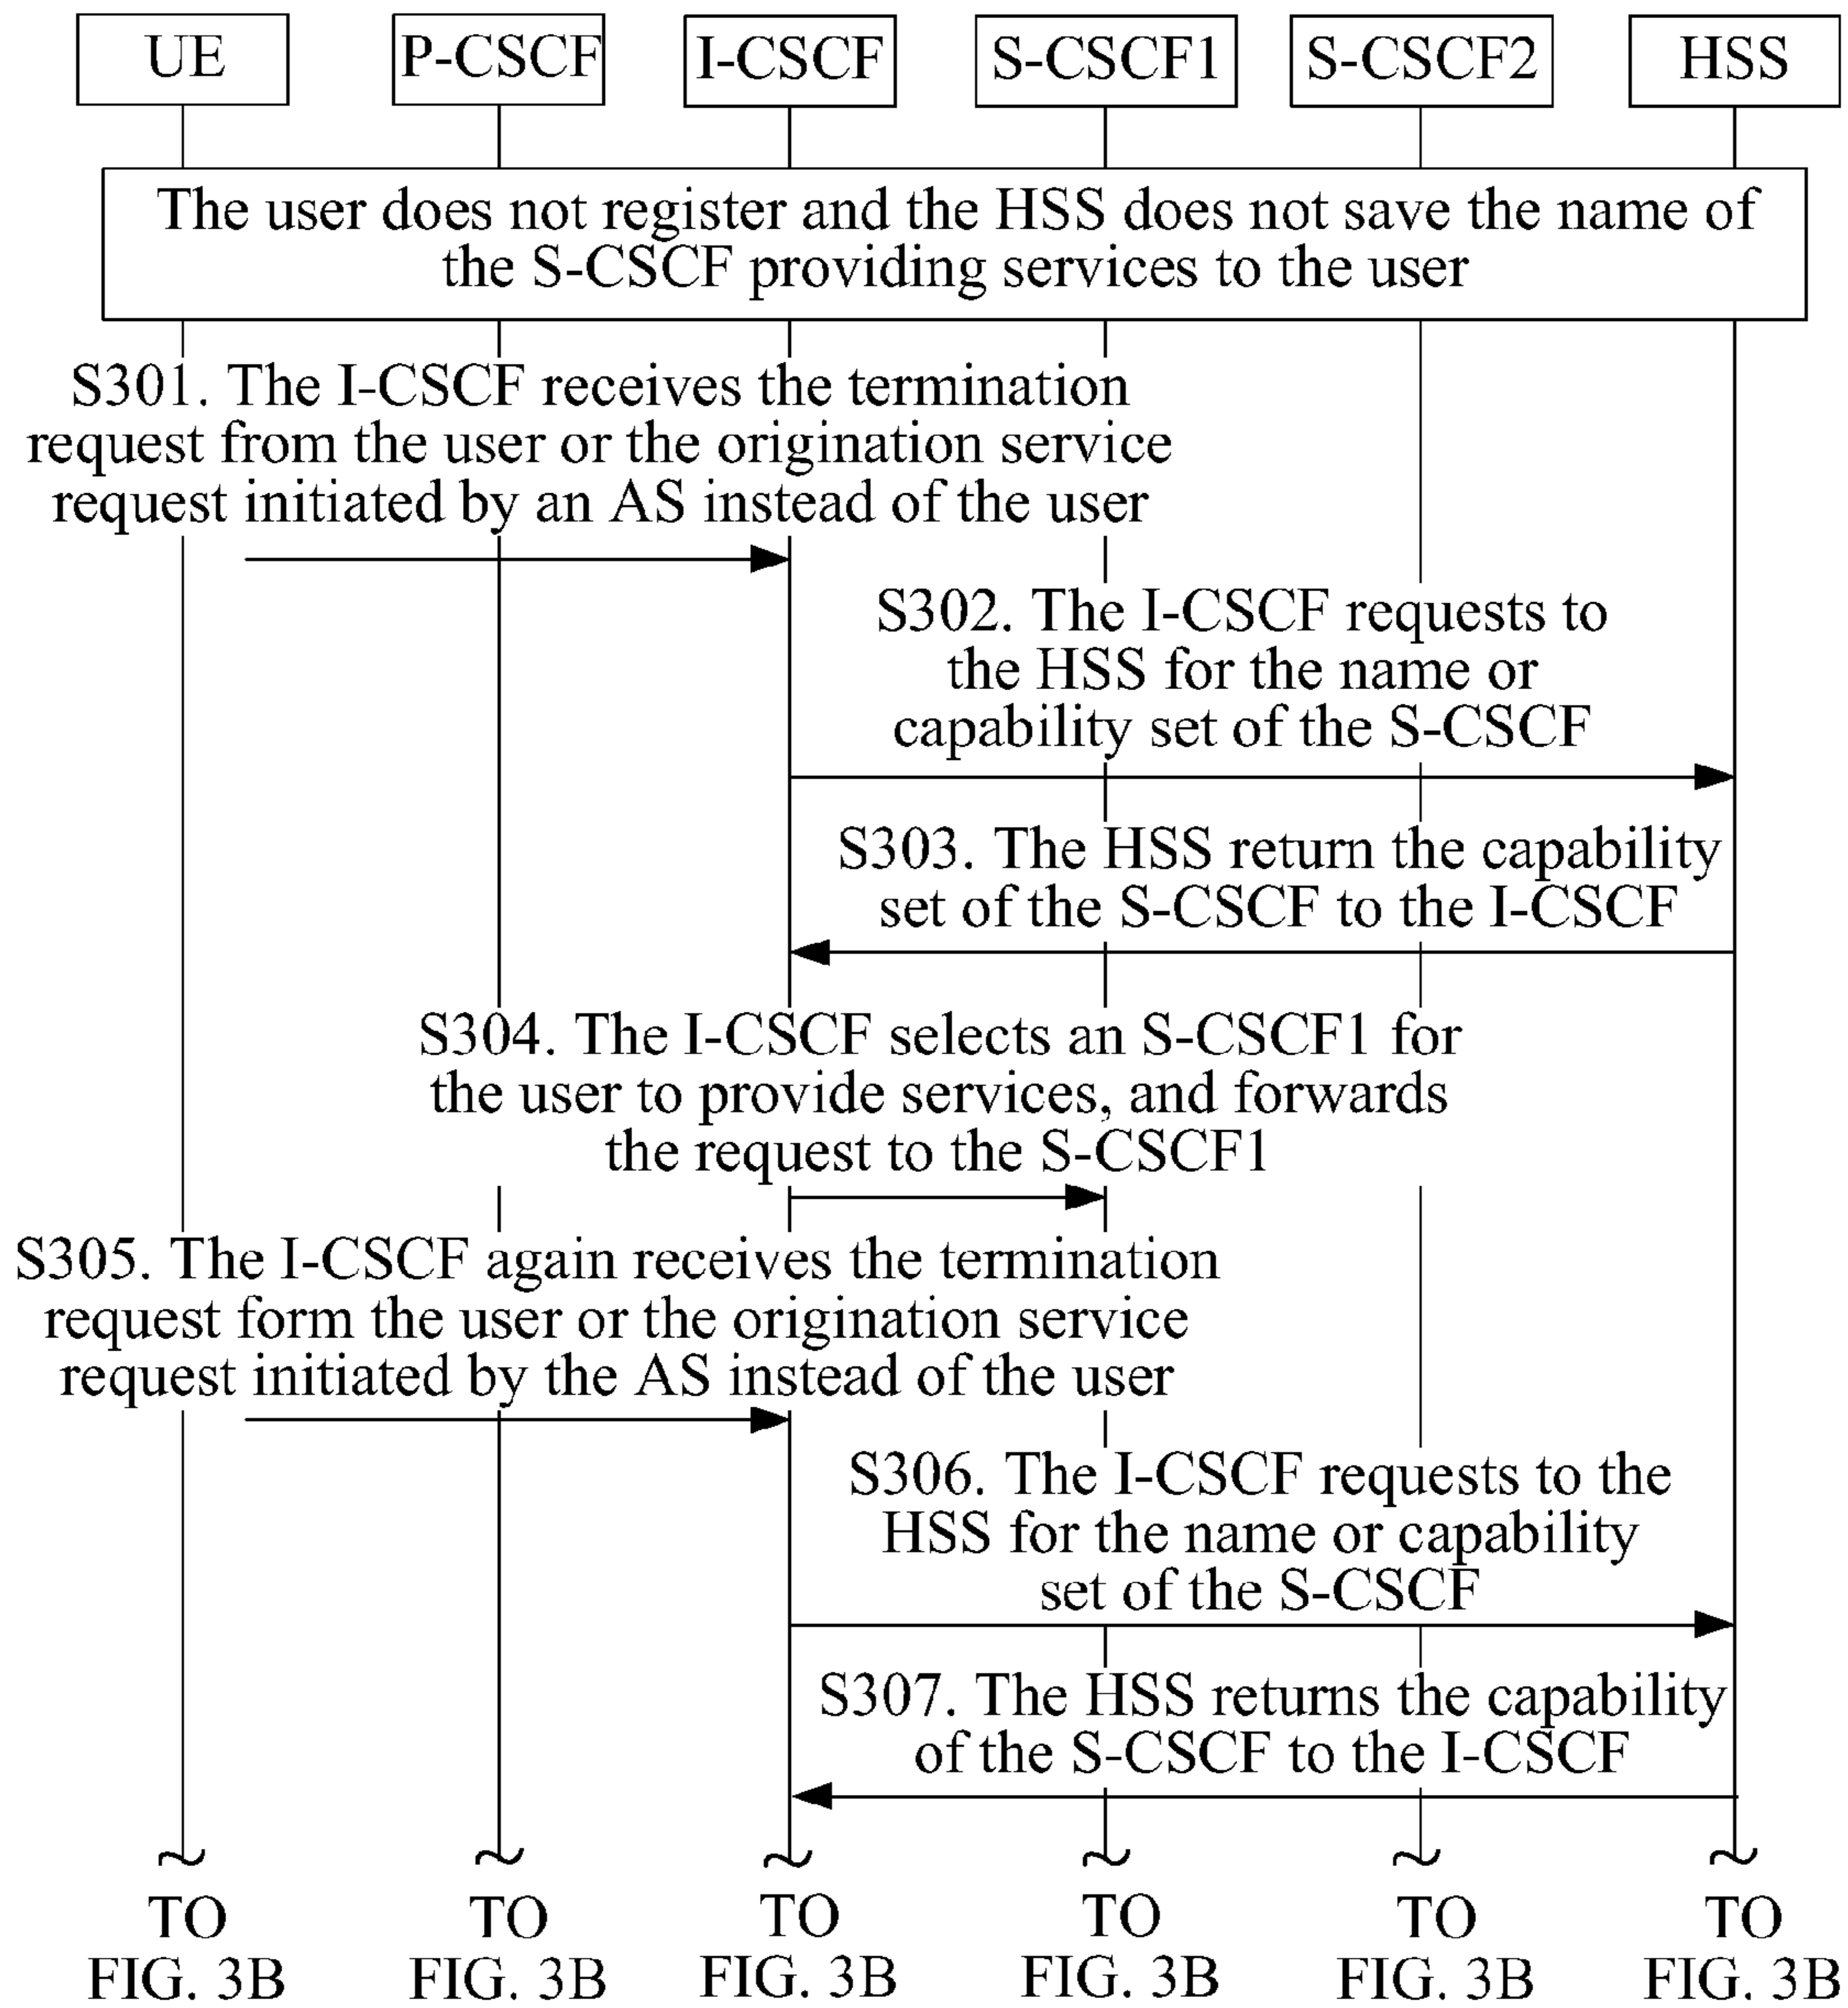 UE P-CSCF I-CSCF S-CSCF1 S-CSCF2 HSS
The user does not register and the HSS does not save the name of
the S-CSCF providing services to the user
S301. The I-CSCF receives the termination
request from the user or the origination service
request initiated by an AS instead of the user
S302. The I-CSCF requests to
the HSS for the name or
capability set of the S-CSCF
S303. The HSS return the capability
set of the S-CSCF to the I-CSCF
S304. The I-CSCF selects an S-CSCF1 for
the user to provide services, and forwards
the request to the S-CSCF1
S305. The I-CSCF again receives the termination
request form the user or the origination service
request initiated by the AS instead of the user
S306. The I-CSCF requests to the
HSS for the name or capability
set of the S-CSCF
S307. The HSS returns the capability
of the S-CSCF to the I-CSCF
TO TO TO TO TO TO
FIG. 3B FIG. 3B FIG. 3B FIG. 3B FIG. 3B FIG. 3B